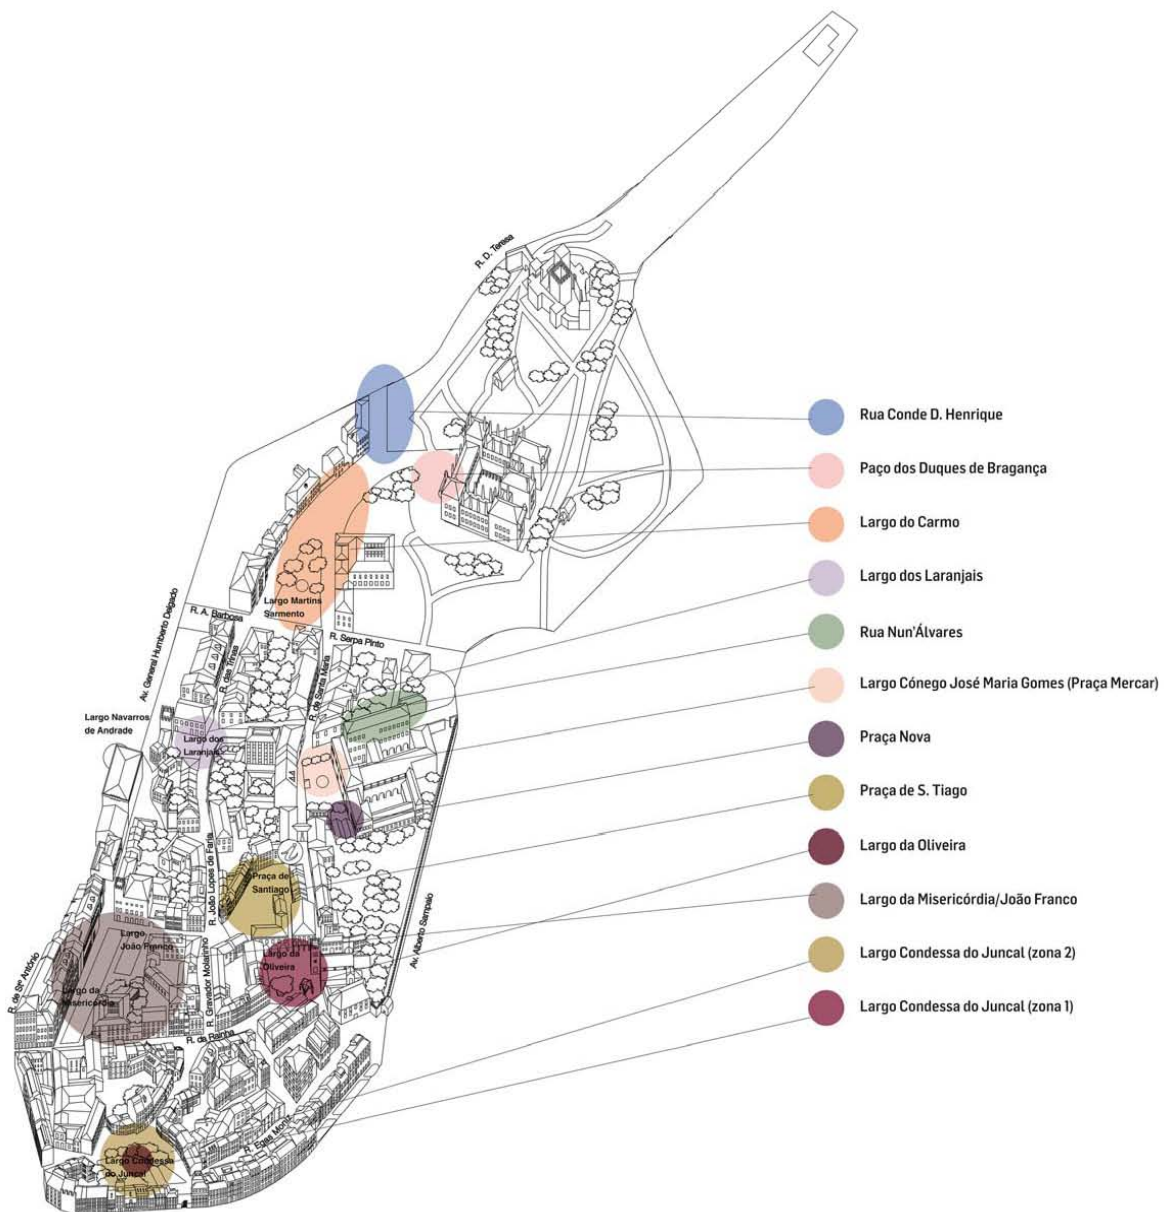 R. D. Teresa
Rua Conde D. Henrique
Paço dos Duques de Bragança
Largo do Carmo
Largo dos Laranjais
Rua Nun'Álvares
Largo Cónego José Maria Gomes (Praça Mercar)
Praça Nova
Praça de S. Tiago
Largo da Oliveira
Largo da Misericórdia/João Franco
Largo Condessa do Juncal (zona 2)
Largo Condessa do Juncal (zona 1)
Largo Martins
Sarmento
R. A. Barbosa
R. Serpa Pinto
Av. General Humberto Delgado
R. das Trinas
R. de Santa Maria
Largo Navarros
de Andrade
Largo dos
Laranjais
R. João Lopes de Faria
Praça de
Santiago
Av. Alberto Sampaio
Largo
João Franco
Largo da
Misericórdia
R. de Stº António
R. Gravador Molarinho
Largo da
Oliveira
R. da Rainha
R. Egas Moniz
Largo Condessa
do Juncal